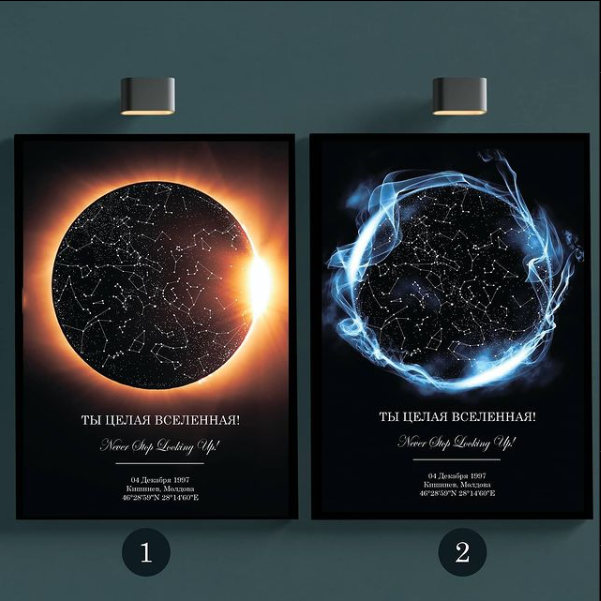 ТЫ ЦЕЛАЯ ВСЕЛЕННАЯ!
Never Stop Looking Up!
04 Декабря 1997
Кишинев, Молдова
46°28'59"N 28°14'60"E
1
ТЫ ЦЕЛАЯ ВСЕЛЕННАЯ!
Never Stop Looking Up!
04 Декабря 1997
Кишинев, Молдова
46°28'59"N 28°14'60"E
2